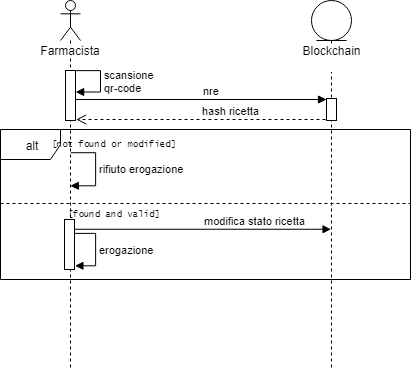 Farmacista
Blockchain
scansione
qr-code
nre
hash ricetta
alt
[not found or modified]
rifiuto erogazione
[found and valid]
modifica stato ricetta
erogazione